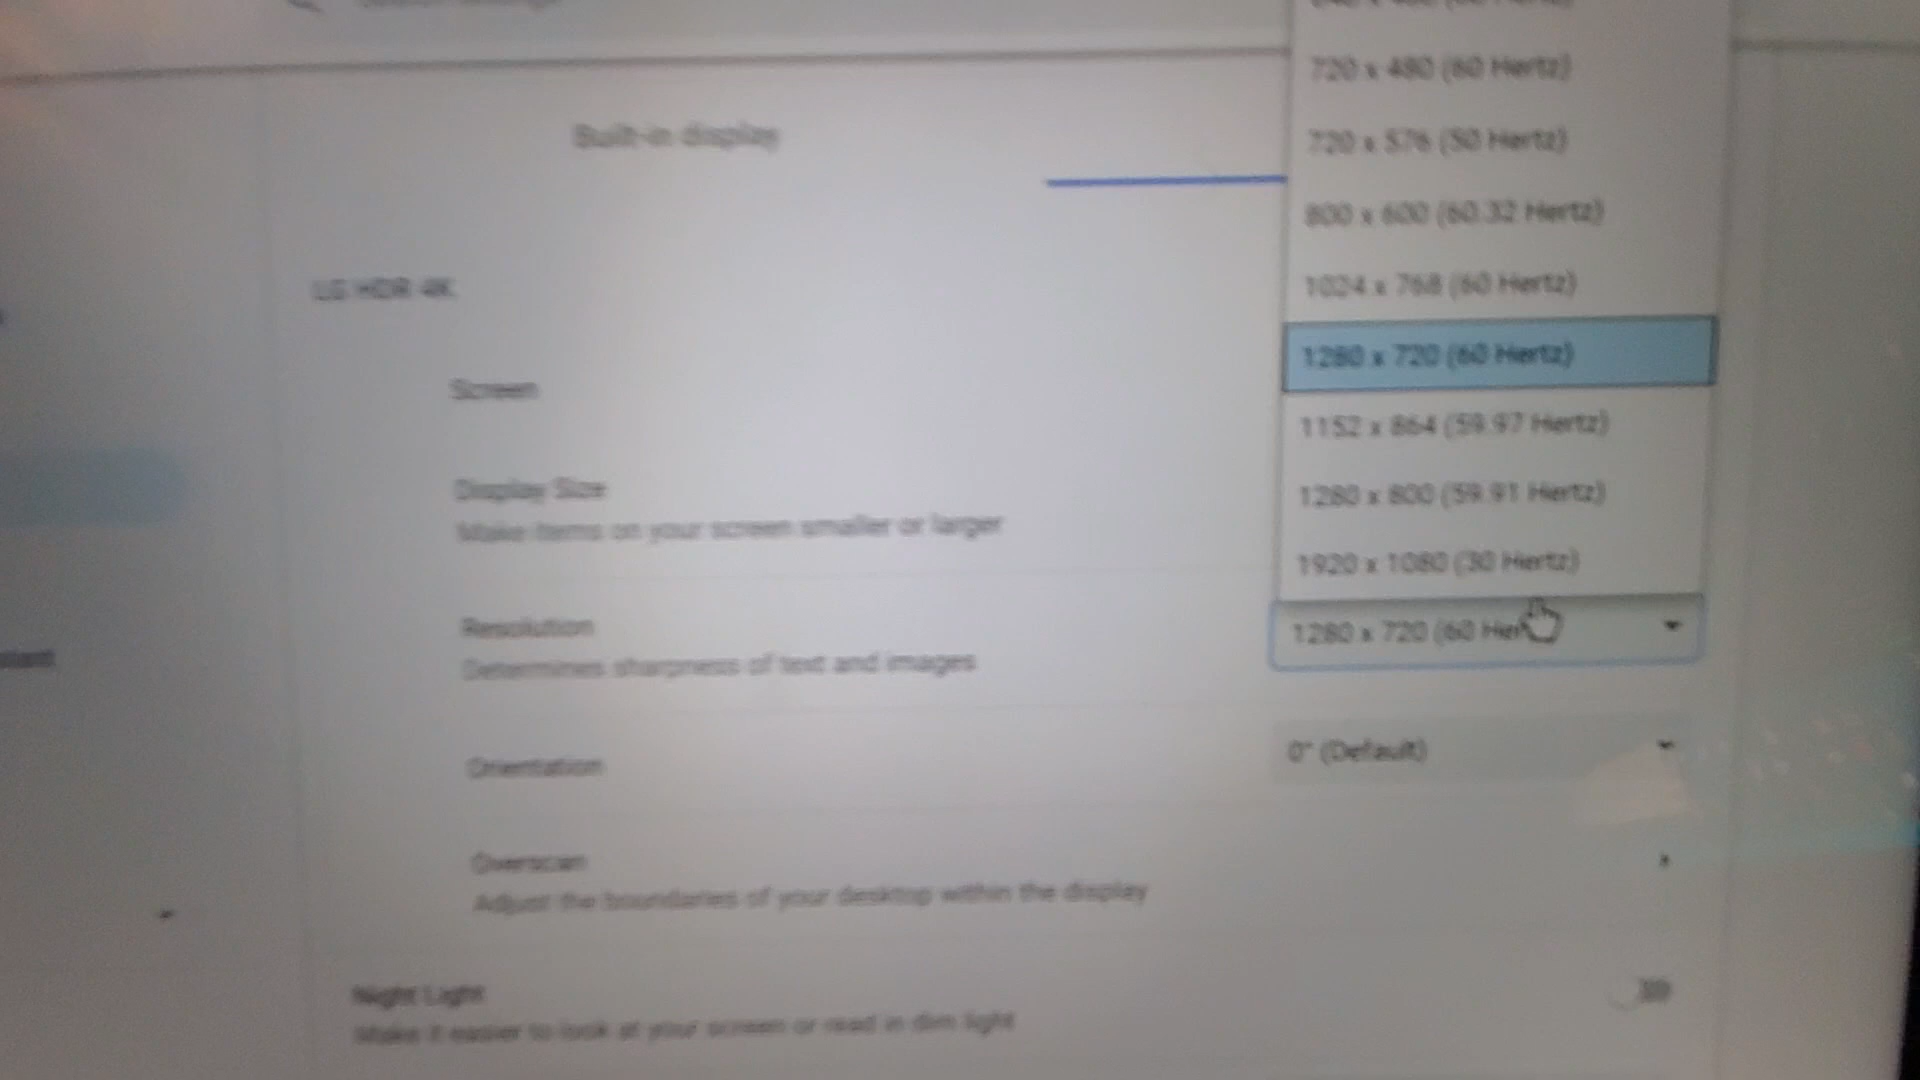 720 x 480 (60 Hertz)
Built-in display
720 x 576 (50 Hertz)
800 x 600 (60.32 Hertz)
LG HDR 4K
1024 x 768 (60 Hertz)
1280 x 720 (60 Hertz)
Screen
1152 x 864 (59.97 Hertz)
Display Size
Make items on your screen smaller or larger
1280 x 800 (59.91 Hertz)
1920 x 1080 (30 Hertz)
Resolution
Determines sharpness of text and images
1280 x 720 (60 Her
Orientation
0° (Default)
Overscan
Adjust the boundaries of your desktop within the display
Night Light
Make it easier to look at your screen or read in dim light